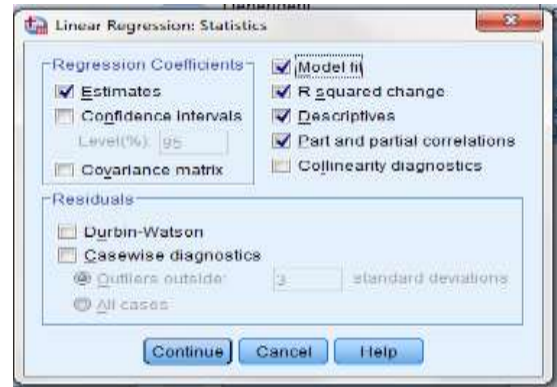 Dependent
Linear Regression: Statistics
Regression Coefficients
Estimates
Confidence intervals
Level(%): 95
Covariance matrix
Model fit
R squared change
Descriptives
Part and partial correlations
Collinearity diagnostics
Residuals
Durbin-Watson
Casewise diagnostics
Outliers outside: 3 standard deviations
All cases
Continue Cancel Help